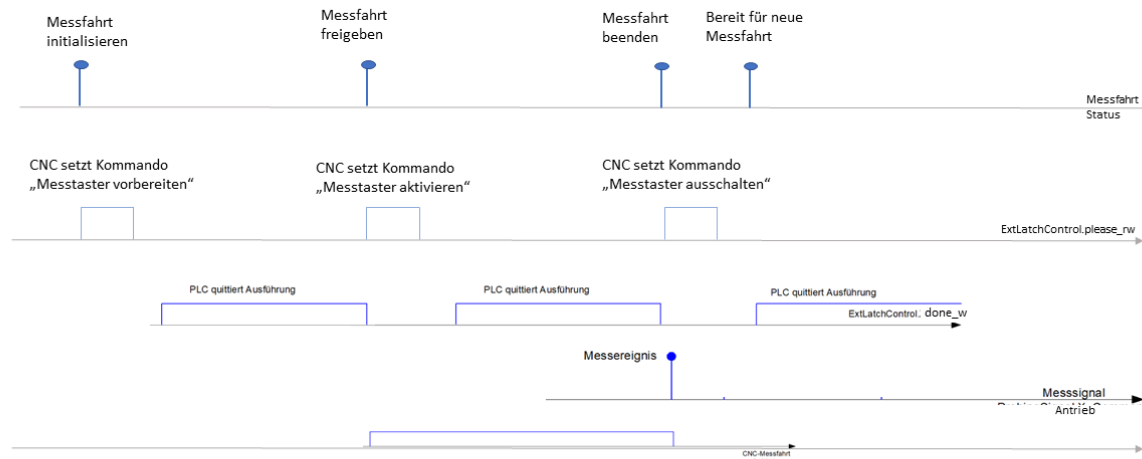 Messfahrt
initialisieren
Messfahrt
freigeben
Messfahrt
beenden
Bereit für neue
Messfahrt
Messfahrt
Status
CNC setzt Kommando
„Messtaster vorbereiten“
CNC setzt Kommando
„Messtaster aktivieren“
CNC setzt Kommando
„Messtaster ausschalten“
ExtLatchControl.please_rw
PLC quittiert Ausführung
PLC quittiert Ausführung
PLC quittiert Ausführung
ExtLatchControl. done_w
Messereignis
Messsignal
Antrieb
CNC-Messfahrt